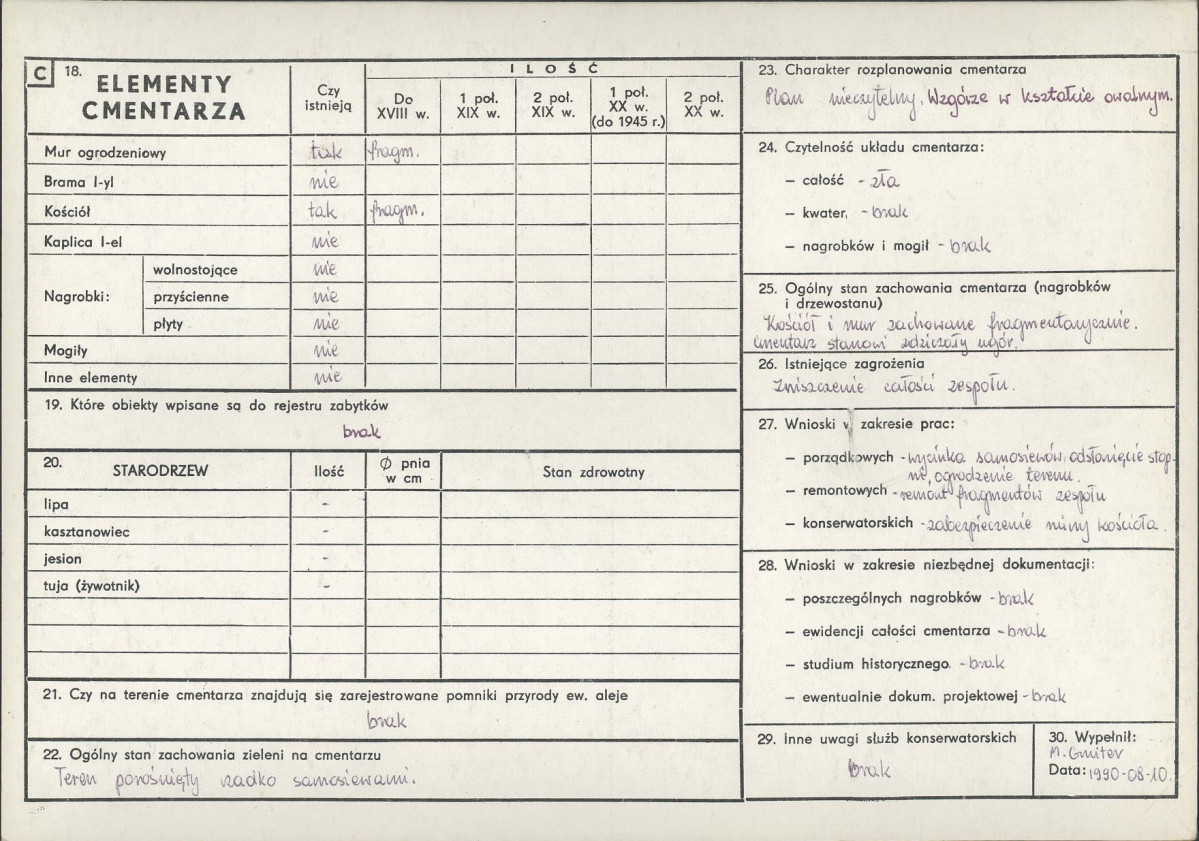 C 18. ELEMENTY CMENTARZA
Czy istnieją
ILOŚĆ
Do XVIII w.
1 poł. XIX w.
2 poł. XIX w.
1 poł. XX w. (do 1945 r.)
2 poł. XX w.
Mur ogrodzeniowy tak fragm.
Brama I-yl nie
Kościół tak fragm.
Kaplica I-el nie
Nagrobki:
wolnostojące nie
przyścienne nie
płyty nie
Mogiły nie
Inne elementy nie
19. Które obiekty wpisane są do rejestru zabytków
brak
20. STARODRZEW Ilość Ø pnia w cm Stan zdrowotny
lipa -
kasztanowiec -
jesion -
tuja (żywotnik) -
21. Czy na terenie cmentarza znajdują się zarejestrowane pomniki przyrody ew. aleje
brak
22. Ogólny stan zachowania zieleni na cmentarzu
Teren porośnięty rzadko samosiewami.
23. Charakter rozplanowania cmentarza
Plan nieczytelny. Wzgórze w kształcie owalnym.
24. Czytelność układu cmentarza:
– całość - zła
– kwater, - brak
– nagrobków i mogił - brak
25. Ogólny stan zachowania cmentarza (nagrobków
i drzewostanu)
Kościół i mur zachowane fragmentarycznie.
Cmentarz stanowi zdziczały ugór.
26. Istniejące zagrożenia
Zniszczenie całości zespołu.
27. Wnioski w zakresie prac:
– porządkowych - wycinka samosiewów, odsłonięcie stop-
ni, ogrodzenie terenu.
– remontowych - remont fragmentów zespołu
– konserwatorskich - zabezpieczenie ruiny kościoła.
28. Wnioski w zakresie niezbędnej dokumentacji:
– poszczególnych nagrobków - brak
– ewidencji całości cmentarza - brak
– studium historycznego. - brak
– ewentualnie dokum. projektowej - brak
29. Inne uwagi służb konserwatorskich
brak
30. Wypełnił:
M. Gmiter
Data: 1990-08-10.